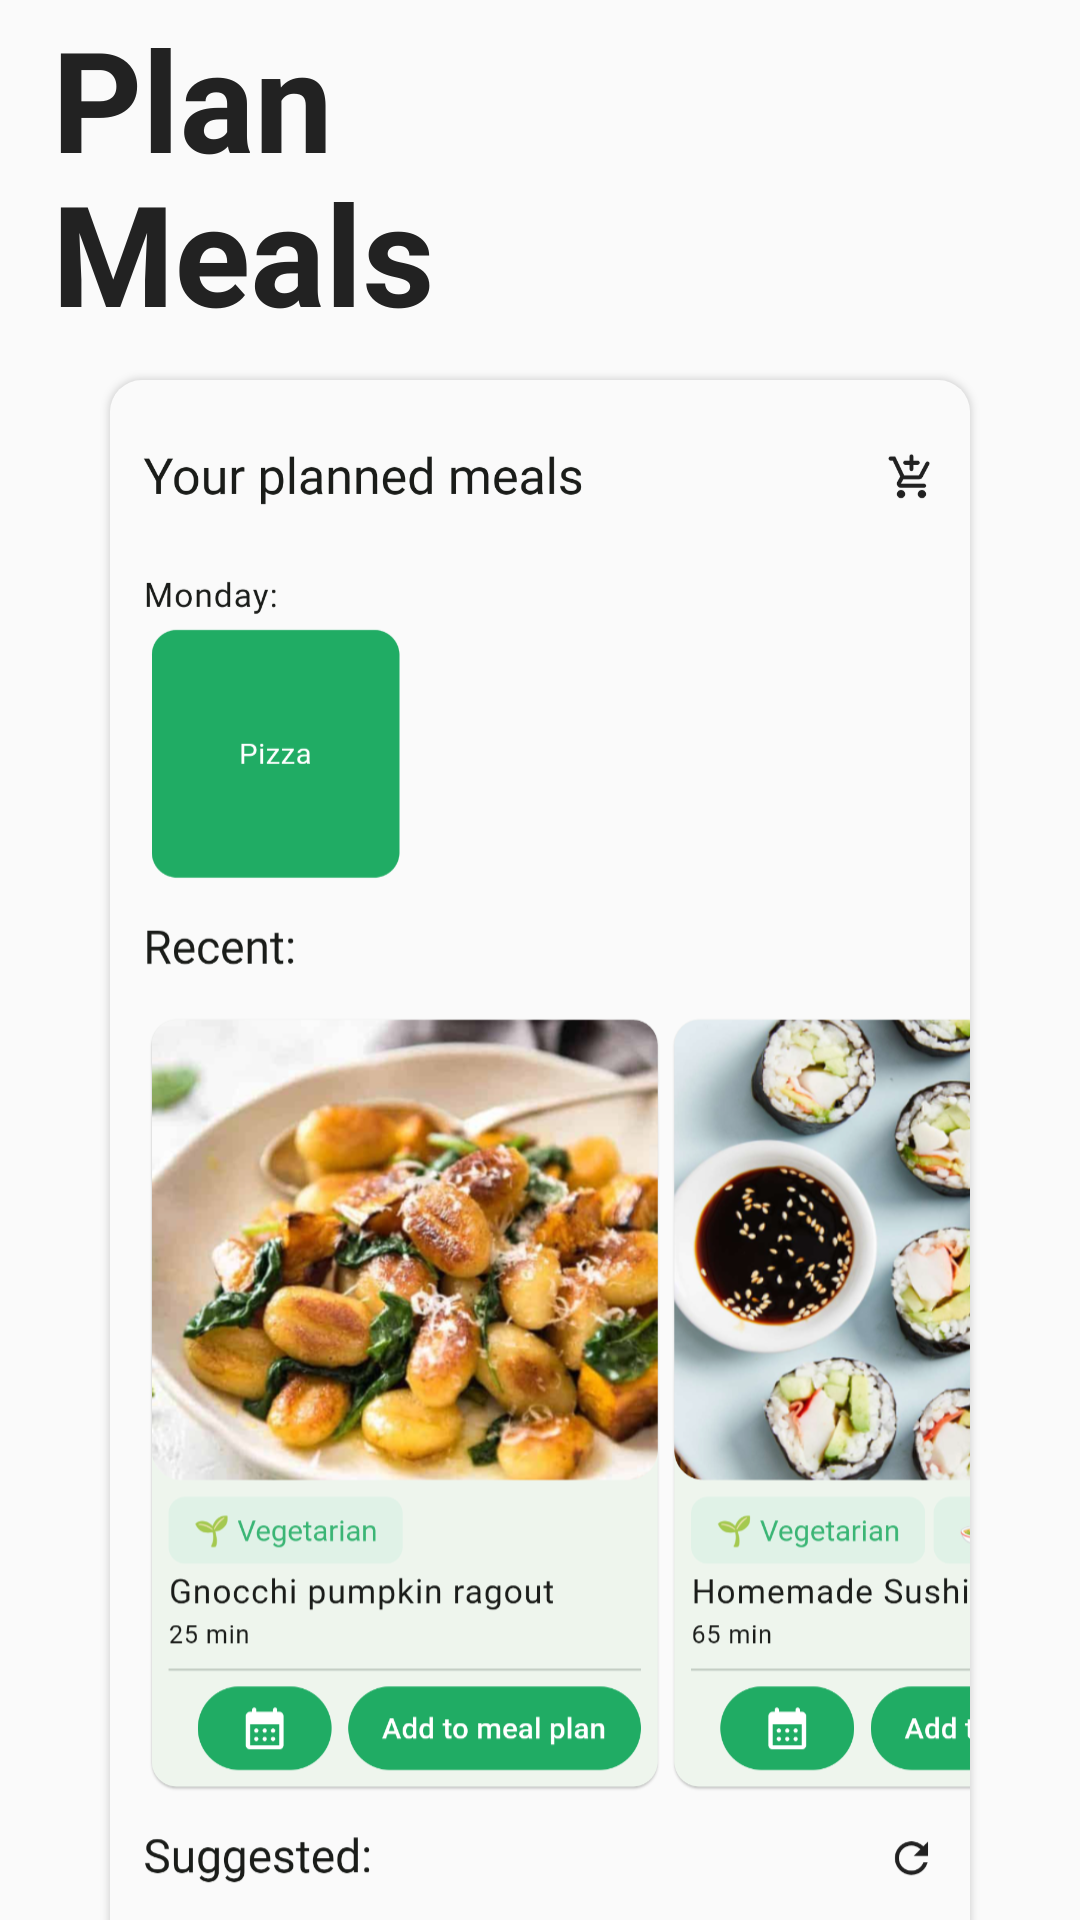 Plan
Meals
Your planned meals
Monday:
Pizza
Recent:
Vegetarian
Gnocchi pumpkin ragout
25 min
Add to meal plan
Vegetarian
Homemade Sushi
65 min
Add
Suggested: